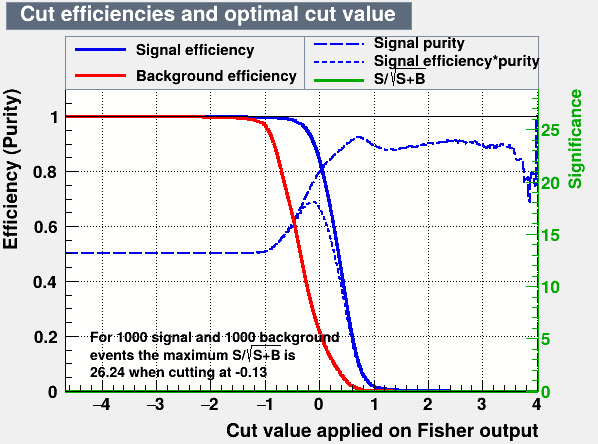 Cut efficiencies and optimal cut value
Signal efficiency
Background efficiency
Signal purity
Signal efficiency*purity
S/√S+B
Efficiency (Purity)
1
0.8
0.6
0.4
0.2
0
Significance
25
20
15
10
5
0
For 1000 signal and 1000 background
events the maximum S/√S+B is
26.24 when cutting at -0.13
−4 −3 −2 −1 0 1 2 3 4
Cut value applied on Fisher output